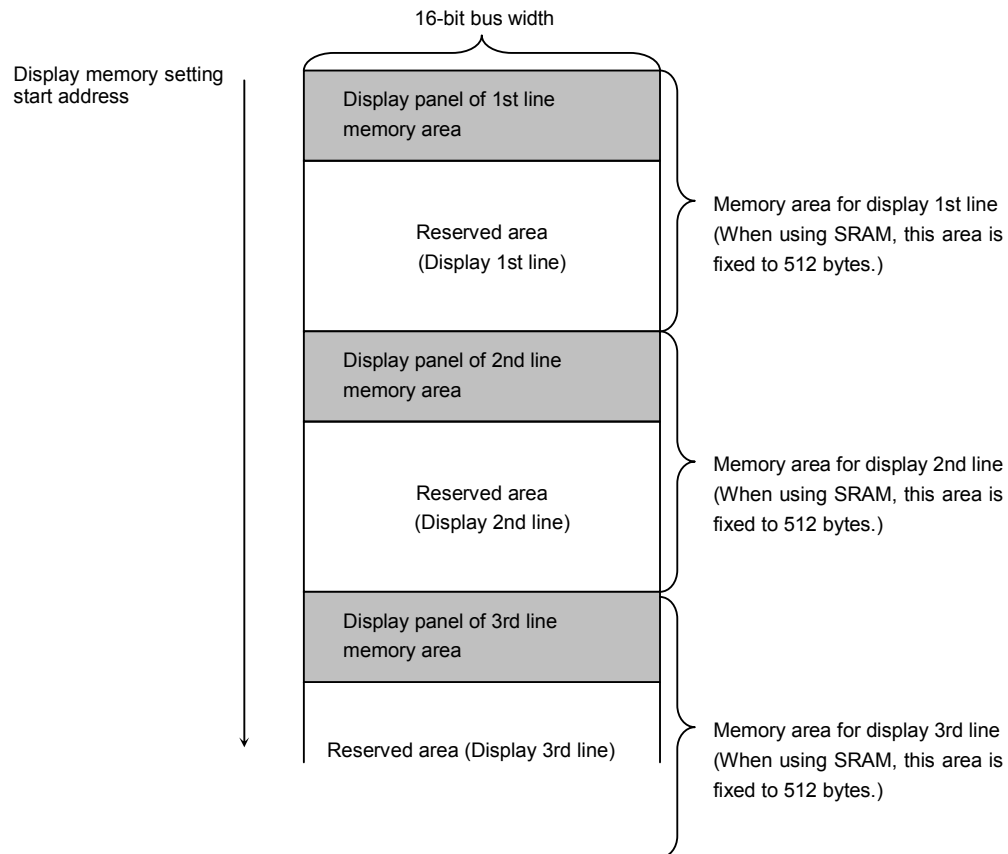 16-bit bus width
Display memory setting
start address
Display panel of 1st line
memory area
Reserved area
(Display 1st line)
Memory area for display 1st line
(When using SRAM, this area is
fixed to 512 bytes.)
Display panel of 2nd line
memory area
Reserved area
(Display 2nd line)
Memory area for display 2nd line
(When using SRAM, this area is
fixed to 512 bytes.)
Display panel of 3rd line
memory area
Reserved area (Display 3rd line)
Memory area for display 3rd line
(When using SRAM, this area is
fixed to 512 bytes.)